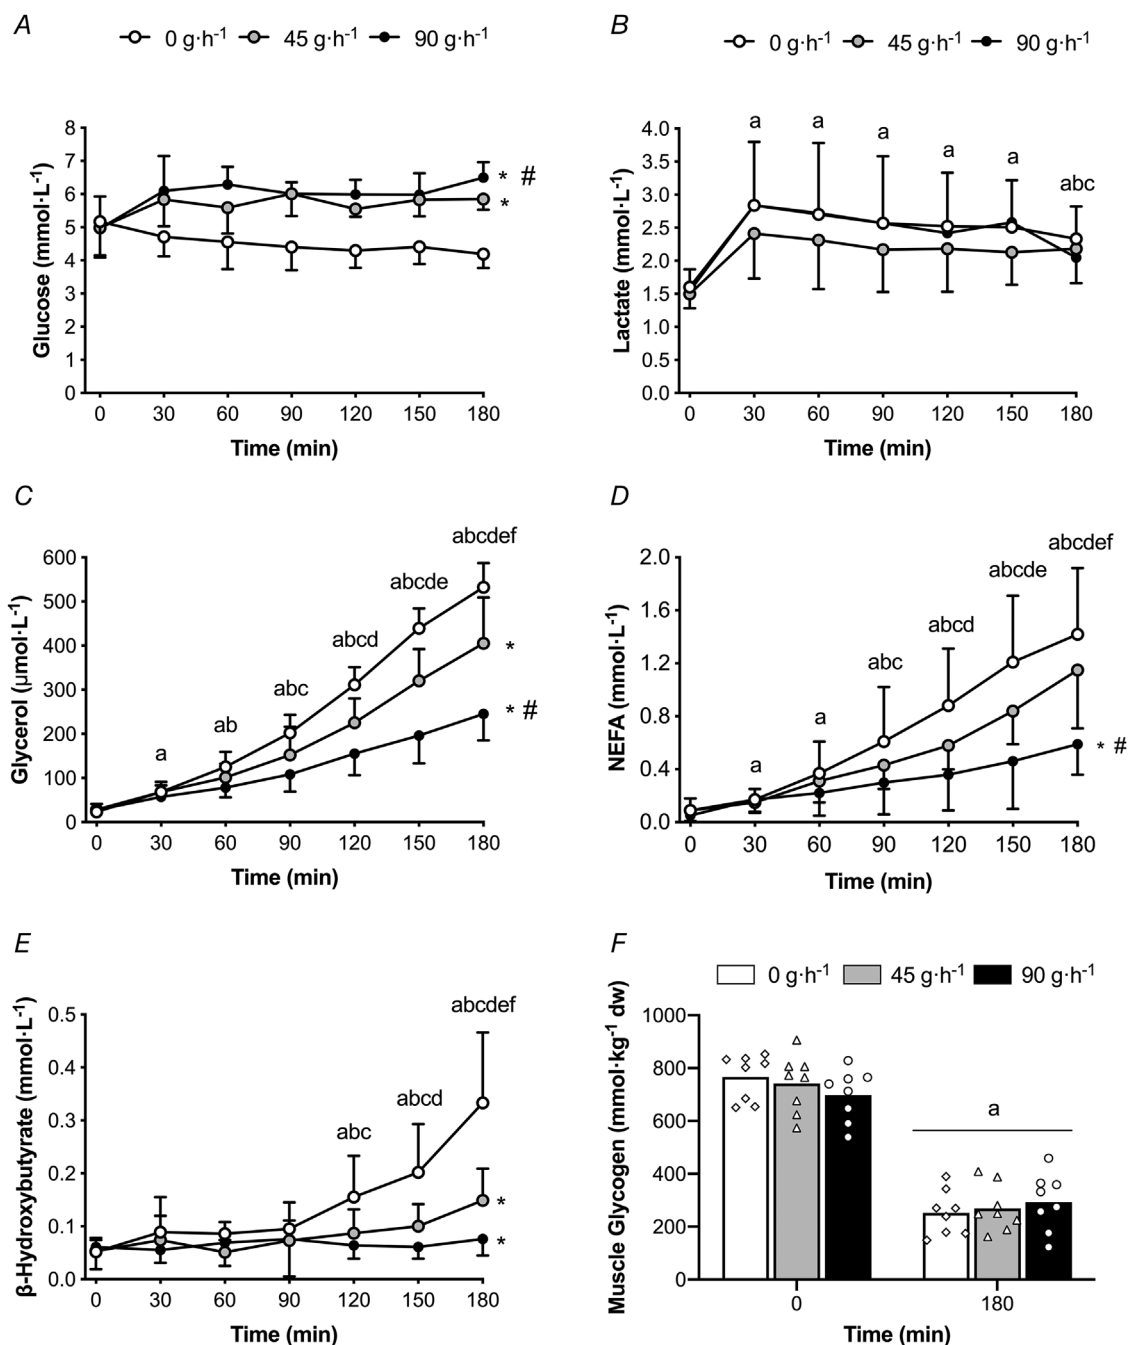 A
0 g·h-1 45 g·h-1 90 g·h-1
Glucose (mmol·L-1)
8
7
6
5
4
3
2
1
0
* #
*
0 30 60 90 120 150 180
Time (min)
B
0 g·h-1 45 g·h-1 90 g·h-1
Lactate (mmol·L-1)
4.0
3.5
3.0
2.5
2.0
1.5
1.0
0.5
0.0
a a a a a abc
0 30 60 90 120 150 180
Time (min)
C
Glycerol (μmol·L-1)
600
500
400
300
200
100
0
a ab abc abcd abcde abcdef
*
* #
0 30 60 90 120 150 180
Time (min)
D
NEFA (mmol·L-1)
2.0
1.6
1.2
0.8
0.4
0.0
a a abc abcd abcde abcdef
* #
0 30 60 90 120 150 180
Time (min)
E
β-Hydroxybutyrate (mmol·L-1)
0.5
0.4
0.3
0.2
0.1
0.0
abc abcd abcdef
*
*
0 30 60 90 120 150 180
Time (min)
F
0 g·h-1 45 g·h-1 90 g·h-1
Muscle Glycogen (mmol·kg-1 dw)
1000
800
600
400
200
0
a
0 180
Time (min)